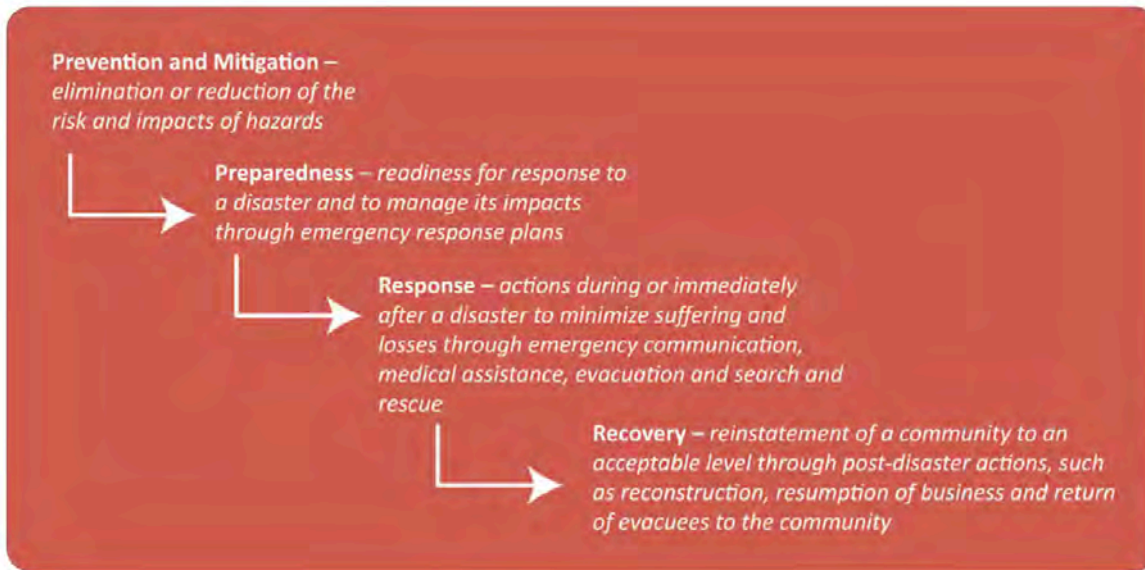 Prevention and Mitigation –
elimination or reduction of the
risk and impacts of hazards
Preparedness – readiness for response to
a disaster and to manage its impacts
through emergency response plans
Response – actions during or immediately
after a disaster to minimize suffering and
losses through emergency communication,
medical assistance, evacuation and search and
rescue
Recovery – reinstatement of a community to an
acceptable level through post-disaster actions, such
as reconstruction, resumption of business and return
of evacuees to the community